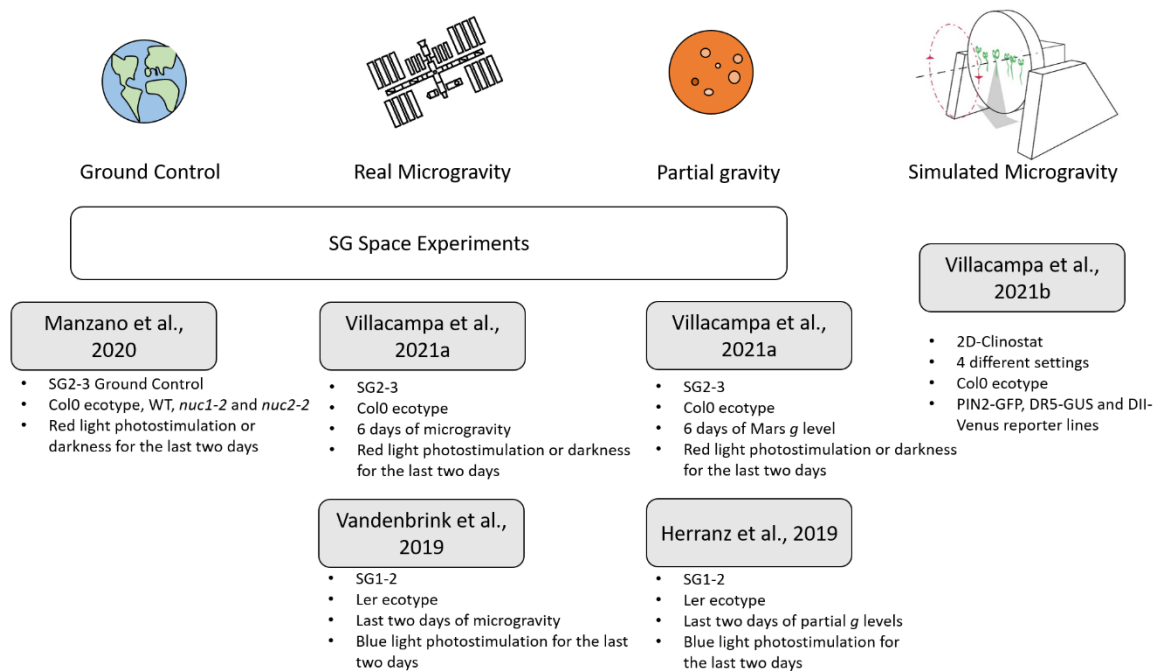 Ground Control
Real Microgravity
Partial gravity
Simulated Microgravity
SG Space Experiments
Manzano et al.,
2020
• SG2-3 Ground Control
• Col0 ecotype, WT, nuc1-2 and nuc2-2
• Red light photostimulation or
darkness for the last two days
Villacampa et al.,
2021a
• SG2-3
• Col0 ecotype
• 6 days of microgravity
• Red light photostimulation or darkness
for the last two days
Vandenbrink et al.,
2019
• SG1-2
• Ler ecotype
• Last two days of microgravity
• Blue light photostimulation for the last
two days
Villacampa et al.,
2021a
• SG2-3
• Col0 ecotype
• 6 days of Mars g level
• Red light photostimulation or darkness
for the last two days
Herranz et al., 2019
• SG1-2
• Ler ecotype
• Last two days of partial g levels
• Blue light photostimulation for
the last two days
Villacampa et al.,
2021b
• 2D-Clinostat
• 4 different settings
• Col0 ecotype
• PIN2-GFP, DR5-GUS and DII-
Venus reporter lines